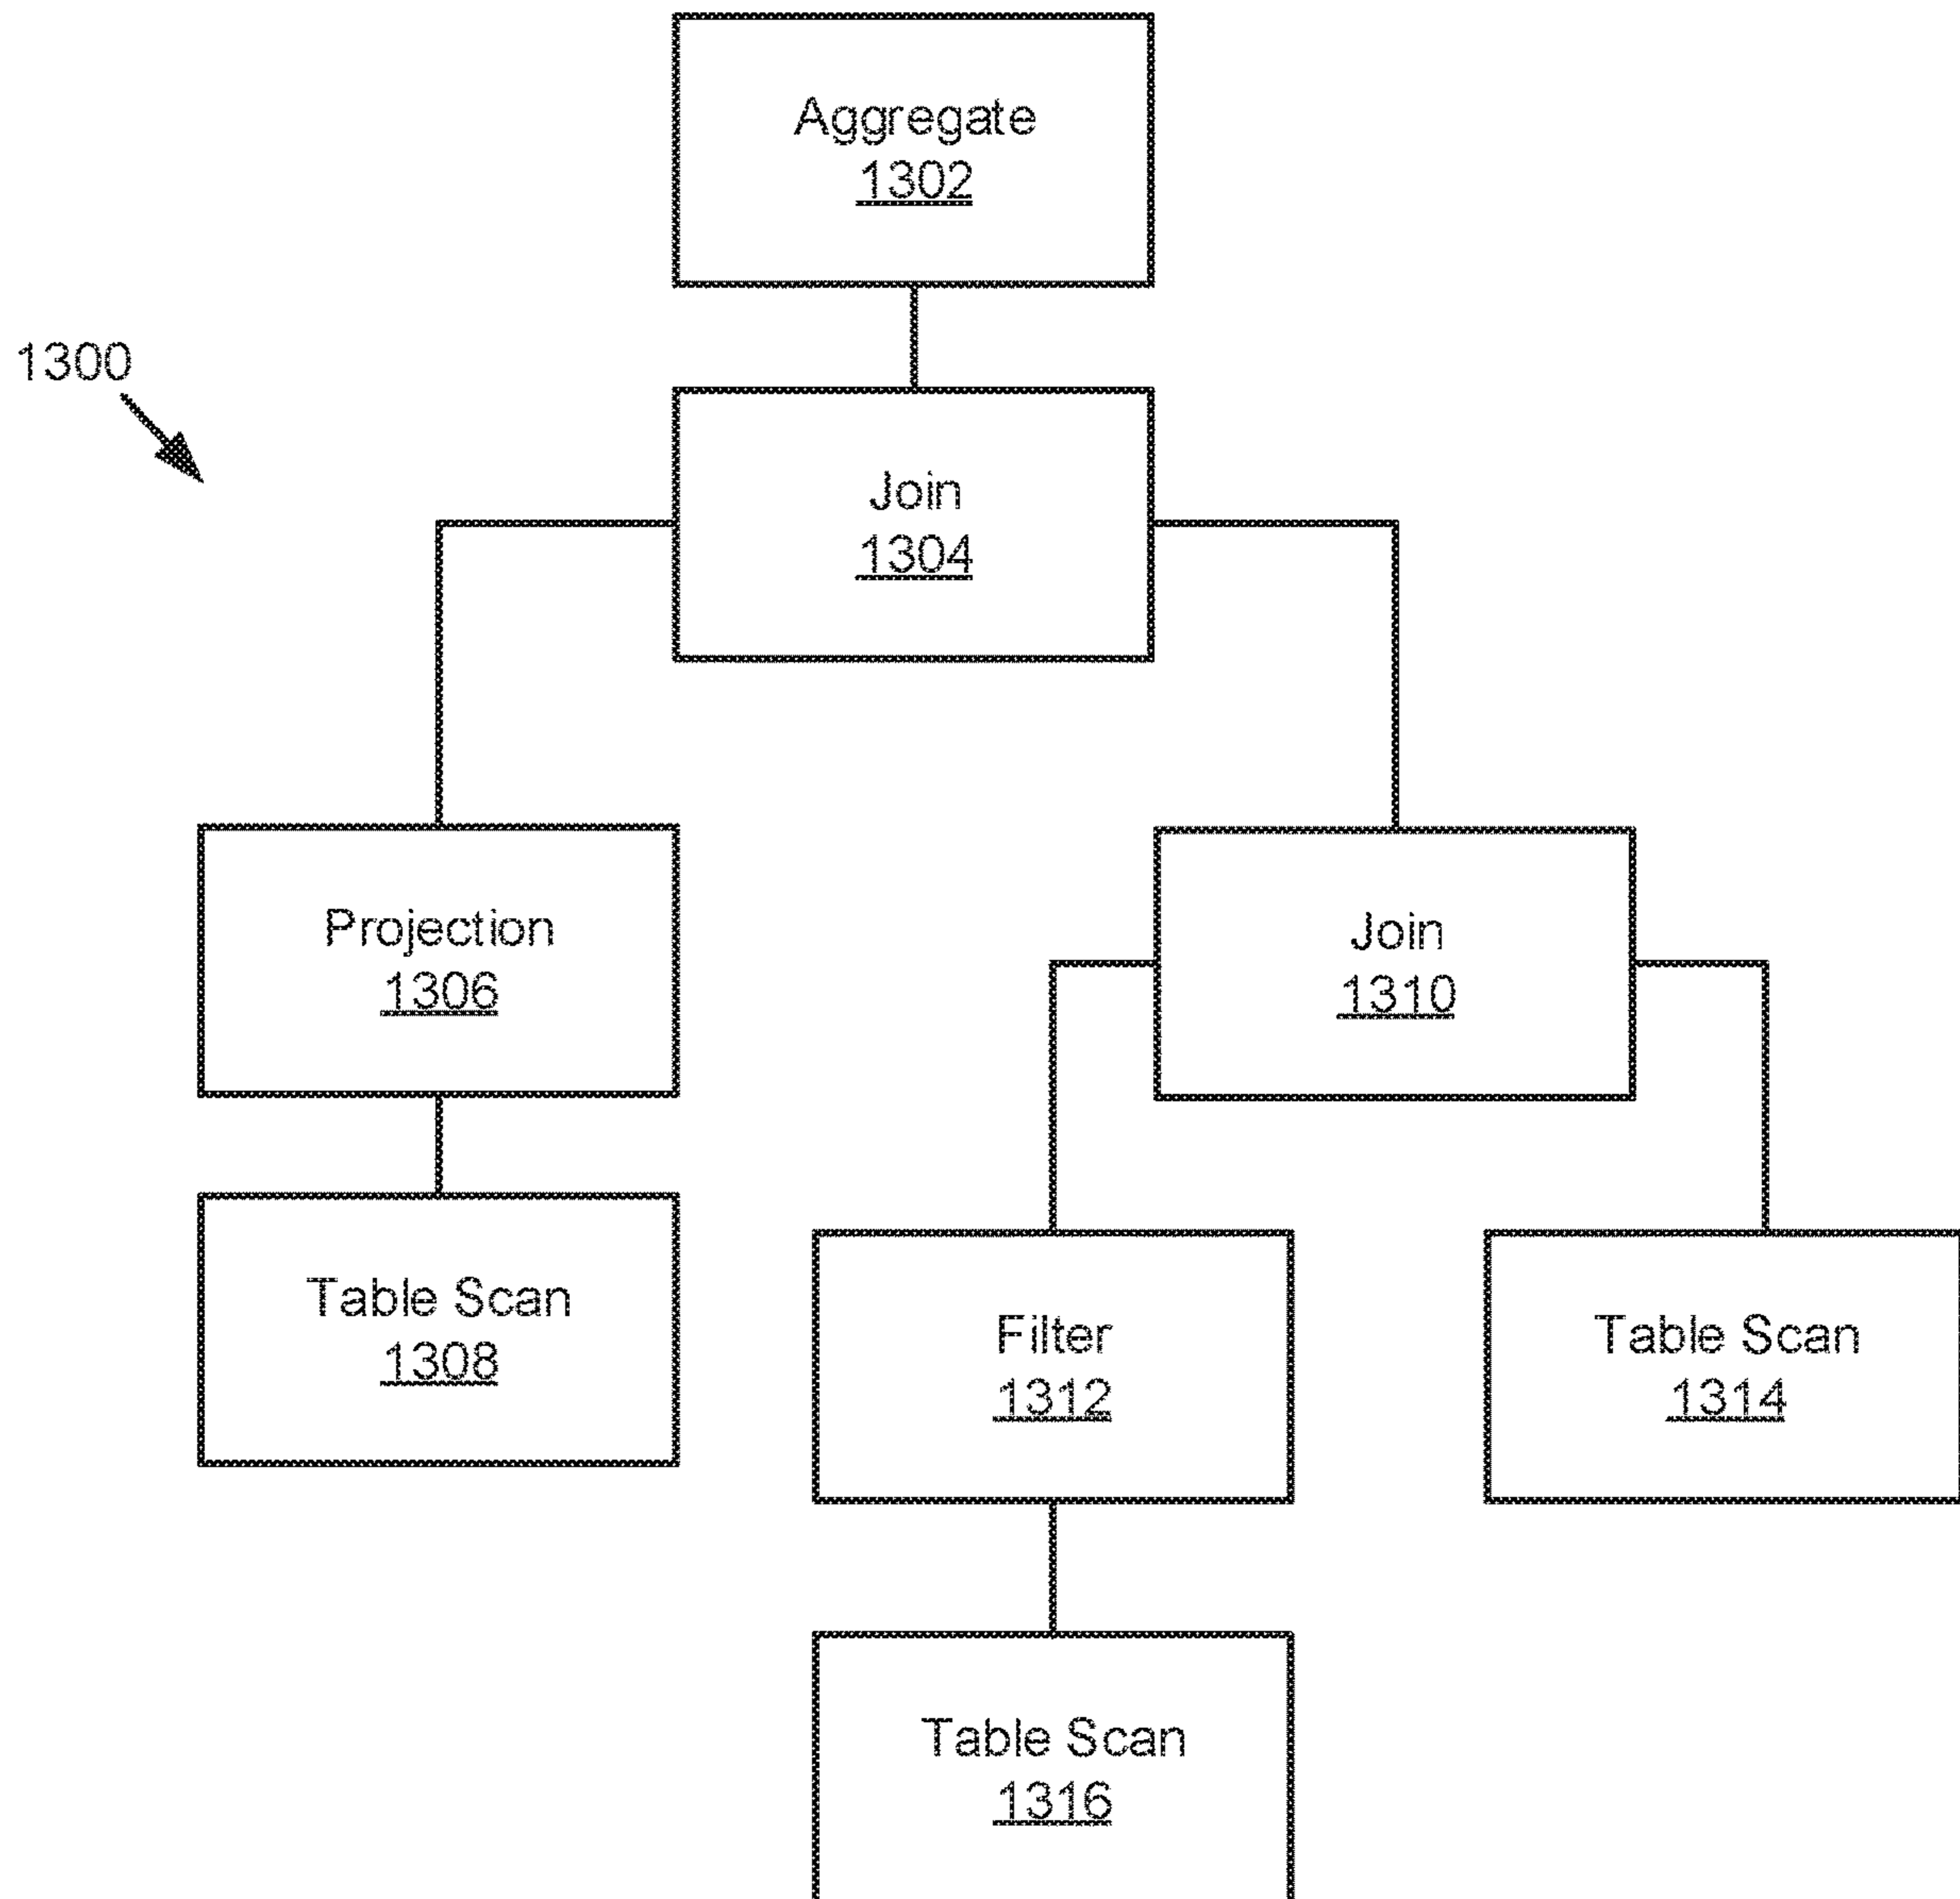 Aggregate
1302
1300
Join
1304
Projection
1306
Join
1310
Table Scan
1308
Filter
1312
Table Scan
1314
Table Scan
1316